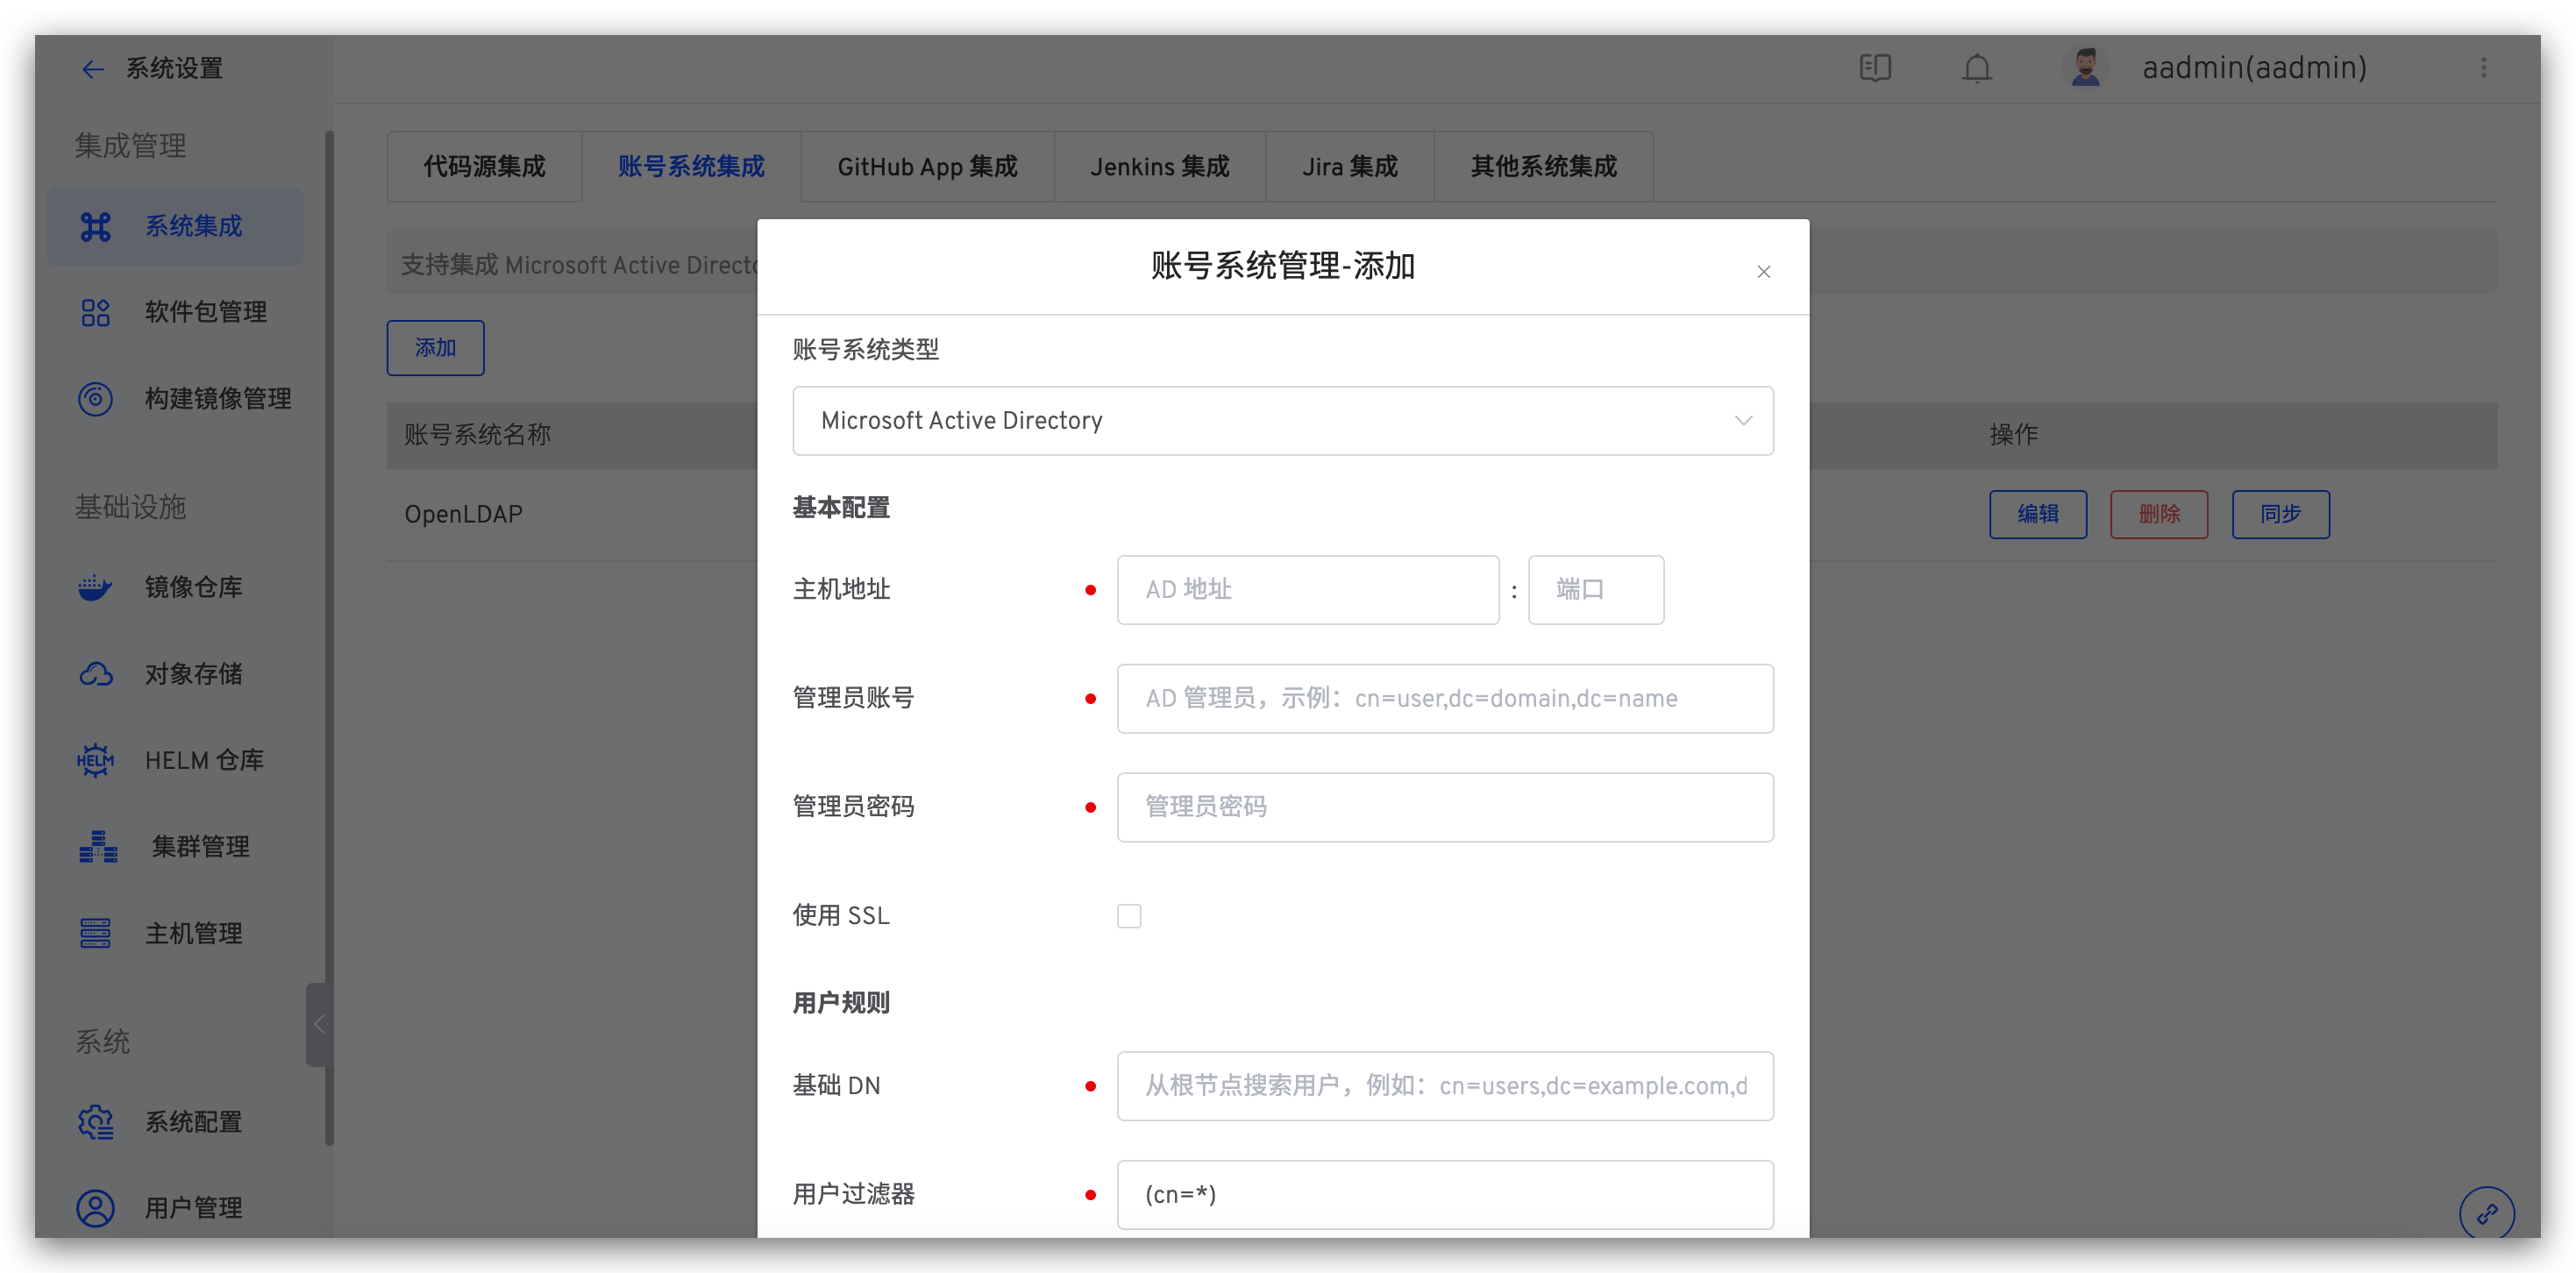 系统设置
aadmin(aadmin)
集成管理
系统集成
软件包管理
构建镜像管理
基础设施
镜像仓库
对象存储
HELM
HELM 仓库
集群管理
主机管理
系统
系统配置
用户管理
代码源集成
账号系统集成
GitHub App 集成
Jenkins 集成
Jira 集成
其他系统集成
支持集成 Microsoft Active
添加
账号系统名称
操作
OpenLDAP
编辑
删除
同步
账号系统管理-添加
账号系统类型
Microsoft Active Directory
基本配置
主机地址
AD 地址
:
端口
管理员账号
AD 管理员，示例：cn=user,dc=domain,dc=name
管理员密码
管理员密码
使用 SSL
用户规则
基础 DN
从根节点搜索用户，例如：cn=users,dc=example.com,d
用户过滤器
(cn=*)